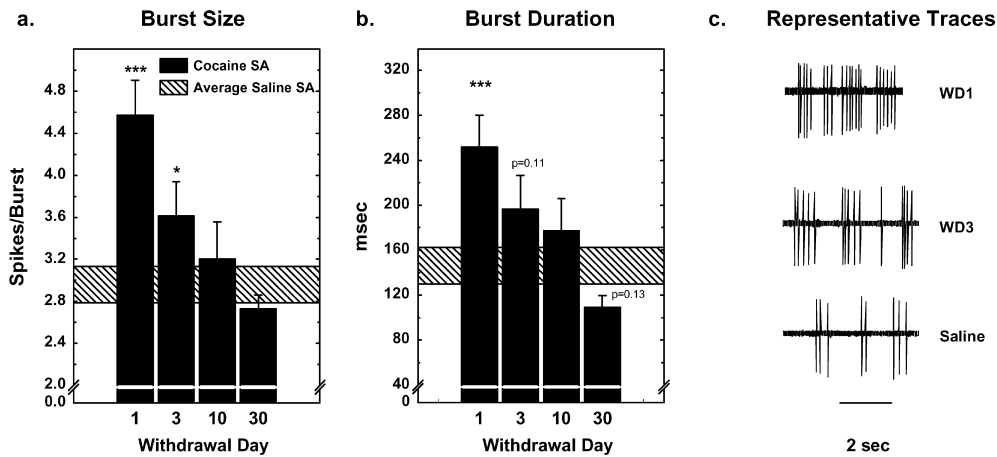 a.
Burst Size
Cocaine SA
Average Saline SA
***
*
Spikes/Burst
4.8
4.4
4.0
3.6
3.2
2.8
2.4
2.0
0.0
1 3 10 30
Withdrawal Day
b.
Burst Duration
***
p=0.11
p=0.13
msec
320
280
240
200
160
120
80
40
0
1 3 10 30
Withdrawal Day
c.
Representative Traces
WD1
WD3
Saline
2 sec